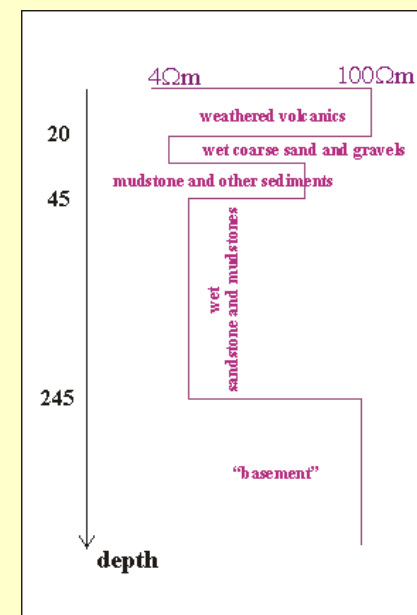 4Ωm 100Ωm
weathered volcanics
20
wet coarse sand and gravels
mudstone and other sediments
45
wet
sandstone and mudstones
245
“basement”
depth